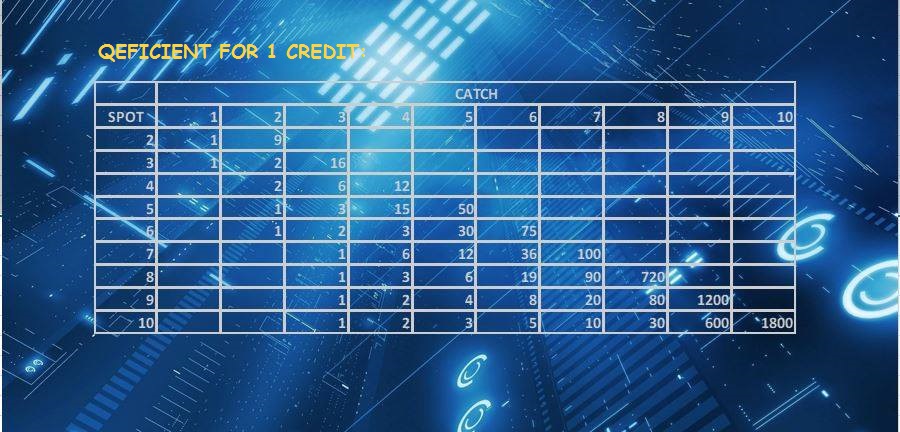 QEFICIENT FOR 1 CREDIT:
CATCH
SPOT 1 2 3 4 5 6 7 8 9 10
2 1 9
3 1 2 16
4 2 6 12
5 1 3 15 50
6 1 2 3 30 75
7 1 6 12 36 100
8 1 3 6 19 90 720
9 1 2 4 8 20 80 1200
10 1 2 3 5 10 30 600 1800